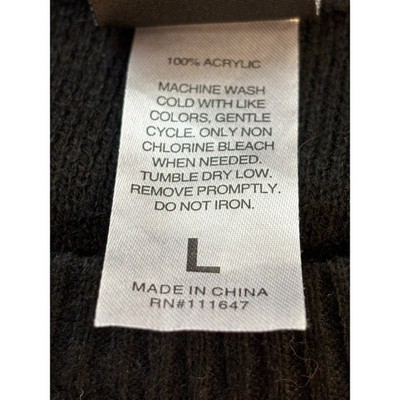 100% ACRYLIC
MACHINE WASH
COLD WITH LIKE
COLORS, GENTLE
CYCLE. ONLY NON
CHLORINE BLEACH
WHEN NEEDED.
TUMBLE DRY LOW.
REMOVE PROMPTLY.
DO NOT IRON.
L
MADE IN CHINA
RN#111647